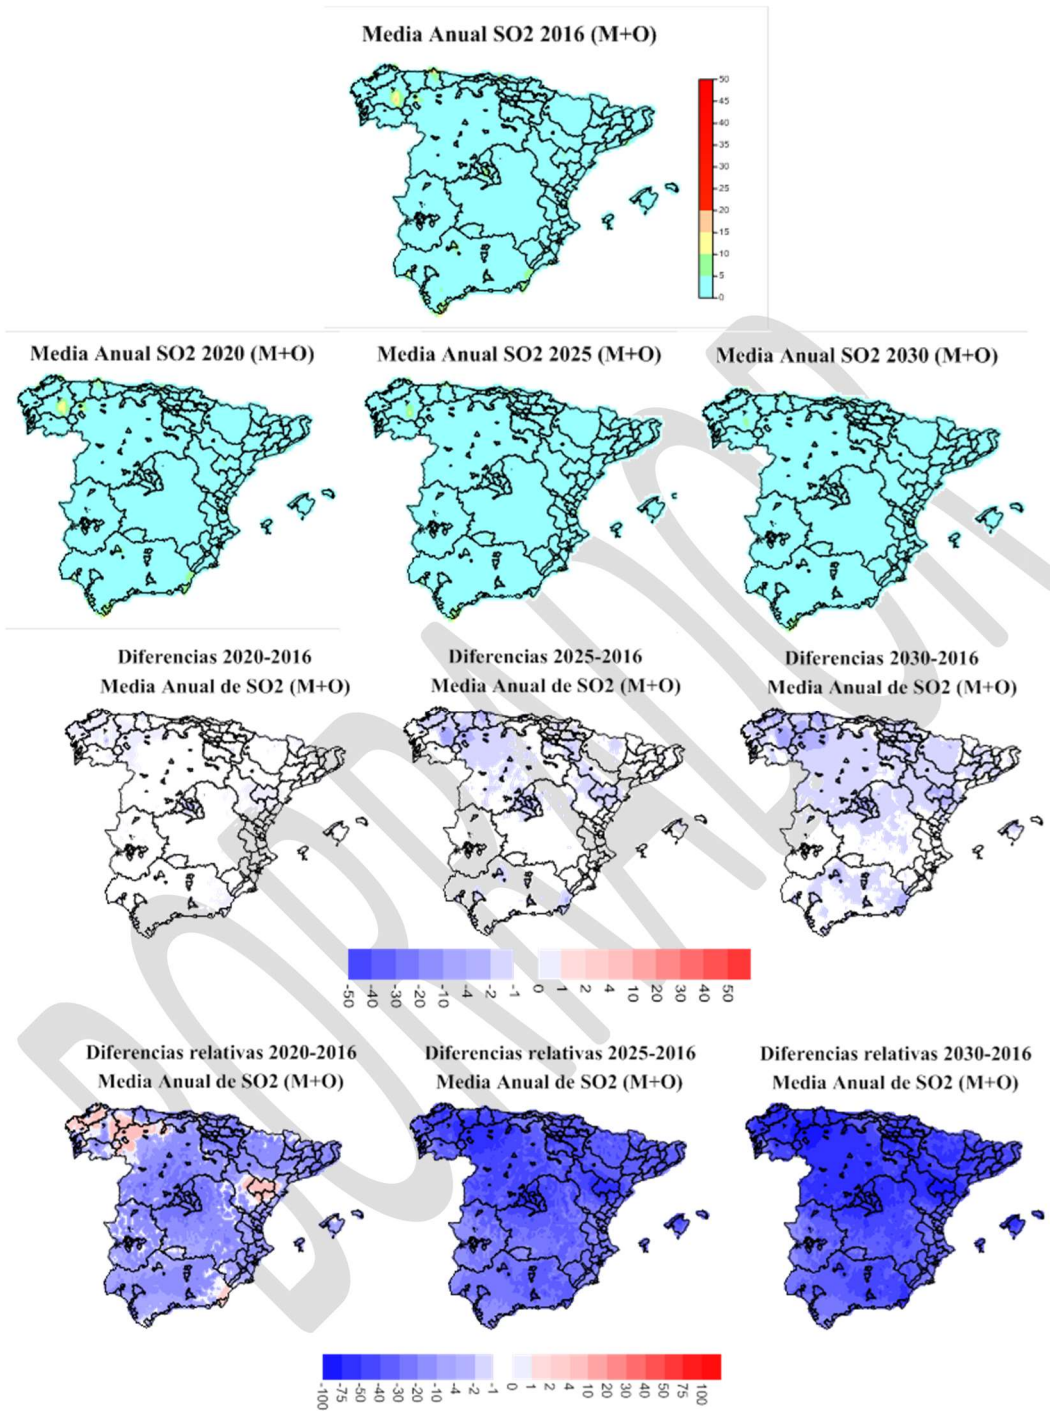 Media Anual SO2 2016 (M+O)
50
45
40
35
30
25
20
15
10
5
0
Media Anual SO2 2020 (M+O)
Media Anual SO2 2025 (M+O)
Media Anual SO2 2030 (M+O)
Diferencias 2020-2016
Media Anual de SO2 (M+O)
Diferencias 2025-2016
Media Anual de SO2 (M+O)
Diferencias 2030-2016
Media Anual de SO2 (M+O)
-50 -40 -30 -20 -10 -4 -2 -1 0 1 2 10 20 30 40 50
Diferencias relativas 2020-2016
Media Anual de SO2 (M+O)
Diferencias relativas 2025-2016
Media Anual de SO2 (M+O)
Diferencias relativas 2030-2016
Media Anual de SO2 (M+O)
-100 -75 -50 -40 -30 -20 -10 -4 -2 -1 0 1 2 4 10 20 30 40 50 75 100
BORRADOR